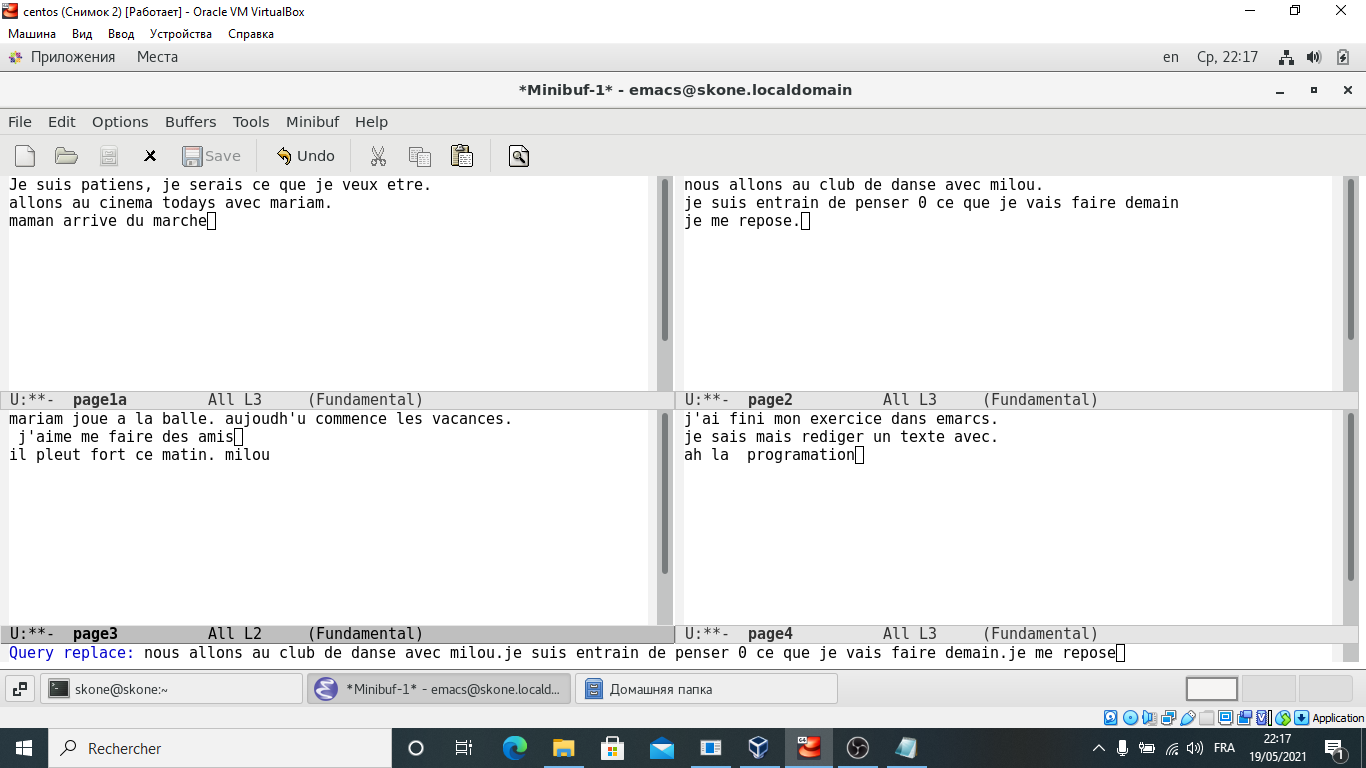 centos (Снимок 2) [Работает] - Oracle VM VirtualBox
Машина Вид Ввод Устройства Справка
Приложения Места en Ср, 22:17
*Minibuf-1* - emacs@skone.localdomain
File Edit Options Buffers Tools Minibuf Help
Save Undo
Je suis patiens, je serais ce que je veux etre.
allons au cinema todays avec mariam.
maman arrive du marche
U:**- page1a All L3 (Fundamental)
nous allons au club de danse avec milou.
je suis entrain de penser 0 ce que je vais faire demain
je me repose.
U:**- page2 All L3 (Fundamental)
mariam joue a la balle. aujoudh'u commence les vacances.
j'aime me faire des amis
il pleut fort ce matin. milou
U:**- page3 All L2 (Fundamental)
j'ai fini mon exercice dans emarcs.
je sais mais rediger un texte avec.
ah la  programation
U:**- page4 All L3 (Fundamental)
Query replace: nous allons au club de danse avec milou.je suis entrain de penser 0 ce que je vais faire demain.je me repose
skone@skone:~ *Minibuf-1* - emacs@skone.locald... Домашняя папка
Application
Rechercher FRA 22:17
19/05/2021 1